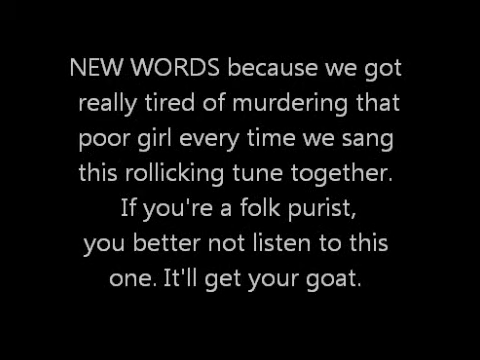 NEW WORDS because we got
really tired of murdering that
poor girl every time we sang
this rollicking tune together.
If you're a folk purist,
you better not listen to this
one. It'll get your goat.